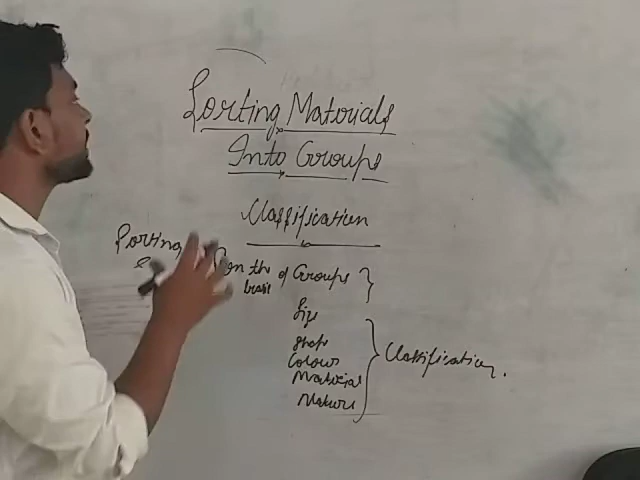 Sorting Materials
Into Groups
Classification
Sorting on the basis of Groups }
Size
Shape
Colour
Material
Nature
} Classification.